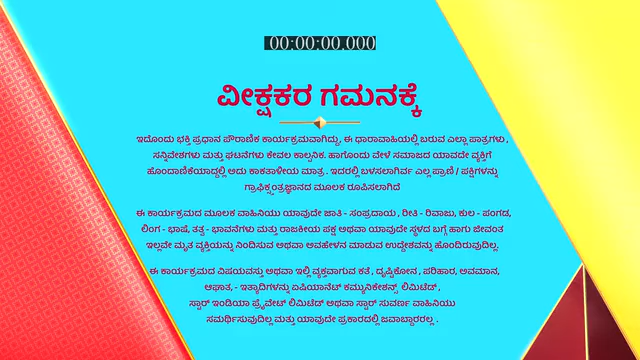 00:00:00.000
ವೀಕ್ಷಕರ ಗಮನಕ್ಕೆ
ಇದೊಂದು ಭಕ್ತಿ ಪ್ರಧಾನ ಪೌರಾಣಿಕ ಕಾರ್ಯಕ್ರಮವಾಗಿದ್ದು, ಈ ಧಾರಾವಾಹಿಯಲ್ಲಿ ಬರುವ ಎಲ್ಲಾ ಪಾತ್ರಗಳು,
ಸನ್ನಿವೇಶಗಳು ಮತ್ತು ಘಟನೆಗಳು ಕೇವಲ ಕಾಲ್ಪನಿಕ. ಹಾಗೊಂದು ವೇಳೆ ಸಮಾಜದ ಯಾವದೇ ವ್ಯಕ್ತಿಗೆ
ಹೊಂದಾಣಿಕೆಯಾದ್ದಲ್ಲಿ ಅದು ಕಾಕತಾಳೀಯ ಮಾತ್ರ. ಇದರಲ್ಲಿ ಬಳಸಲಾಗಿರ್ವ ಎಲ್ಲ ಪ್ರಾಣಿ / ಪಕ್ಷಿಗಳನ್ನು
ಗ್ರಾಫಿಕ್ಸ್ತಂತ್ರಜ್ಞಾನದ ಮೂಲಕ ರೂಪಿಸಲಾಗಿದೆ
ಈ ಕಾರ್ಯಕ್ರಮದ ಮೂಲಕ ವಾಹಿನಿಯು ಯಾವುದೇ ಜಾತಿ - ಸಂಪ್ರದಾಯ, ರೀತಿ - ರಿವಾಜು, ಕುಲ - ಪಂಗಡ,
ಲಿಂಗ - ಭಾಷೆ, ತತ್ವ - ಭಾವನೆಗಳು ಮತ್ತು ರಾಜಕೀಯ ಪಕ್ಷ ಅಥವಾ ಯಾವುದೇ ಸ್ಥಳದ ಬಗ್ಗೆ ಹಾಗು ಜೀವಂತ
ಇಲ್ಲವೇ ಮೃತ ವ್ಯಕ್ತಿಯನ್ನು ನಿಂದಿಸುವ ಅಥವಾ ಅವಹೇಳನ ಮಾಡುವ ಉದ್ದೇಶವನ್ನು ಹೊಂದಿರುವುದಿಲ್ಲ.
ಈ ಕಾರ್ಯಕ್ರಮದ ವಿಷಯವಸ್ತು ಅಥವಾ ಇಲ್ಲಿ ವ್ಯಕ್ತವಾಗುವ ಕತೆ, ದೃಷ್ಟಿಕೋನ, ಪರಿಹಾರ, ಅವಮಾನ,
ಆಘಾತ, - ಇತ್ಯಾದಿಗಳನ್ನು ಏಷಿಯಾನೆಟ್ ಕಮ್ಯುನಿಕೇಶನ್ಸ್ ಲಿಮಿಟೆಡ್,
ಸ್ಟಾರ್ ಇಂಡಿಯಾ ಪ್ರೈವೇಟ್ ಲಿಮಿಟೆಡ್ ಅಥವಾ ಸ್ಟಾರ್ ಸುವರ್ಣ ವಾಹಿನಿಯು
ಸಮರ್ಥಿಸುವುದಿಲ್ಲ ಮತ್ತು ಯಾವುದೇ ಪ್ರಕಾರದಲ್ಲಿ ಜವಾಬ್ದಾರರಲ್ಲ.